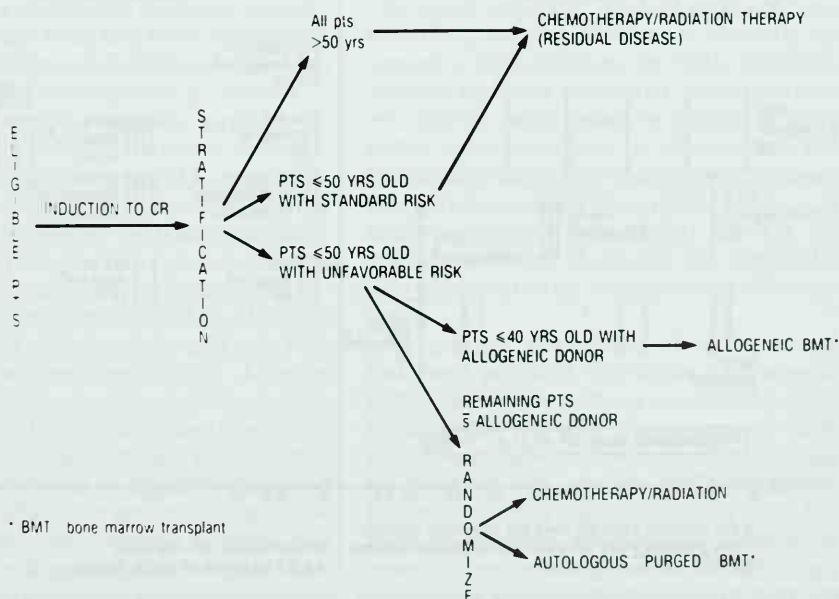 All pts
>50 yrs
CHEMOTHERAPY/RADIATION THERAPY
(RESIDUAL DISEASE)
ELIGIBLE PTS
INDUCTION TO CR
STRATIFICATION
PTS ≤50 YRS OLD
WITH STANDARD RISK
PTS ≤50 YRS OLD
WITH UNFAVORABLE RISK
PTS ≤40 YRS OLD WITH
ALLOGENEIC DONOR
ALLOGENEIC BMT*
REMAINING PTS
s̄ ALLOGENEIC DONOR
RANDOMIZE
CHEMOTHERAPY/RADIATION
AUTOLOGOUS PURGED BMT*
* BMT bone marrow transplant